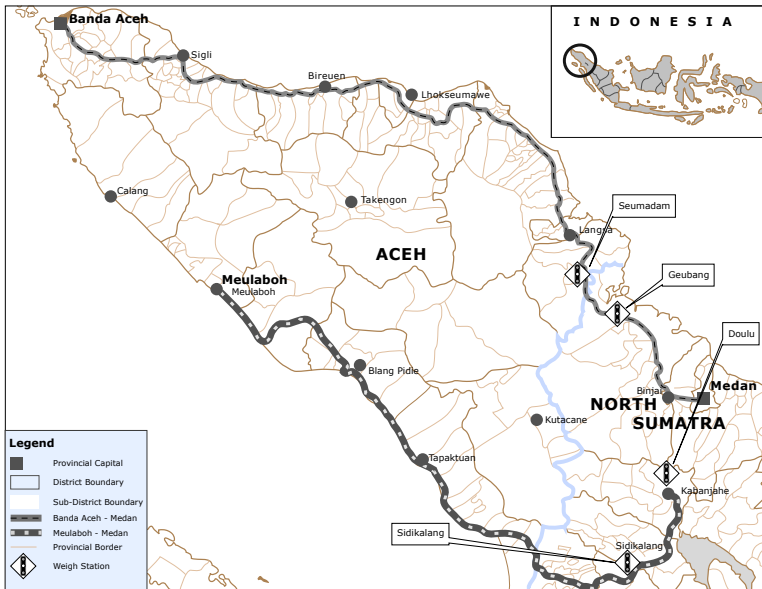 INDONESIA
Banda Aceh
Sigli
Bireuen
Lhokseumawe
Calang
Takengon
Seumadam
Langsa
ACEH
Geubang
Meulaboh
Meulaboh
Doulu
Blang Pidie
Medan
Binjai
NORTH
SUMATRA
Kutacane
Tapaktuan
Kabanjahe
Sidikalang
Sidikalang
Legend
Provincial Capital
District Boundary
Sub-District Boundary
Banda Aceh - Medan
Meulaboh - Medan
Provincial Border
Weigh Station